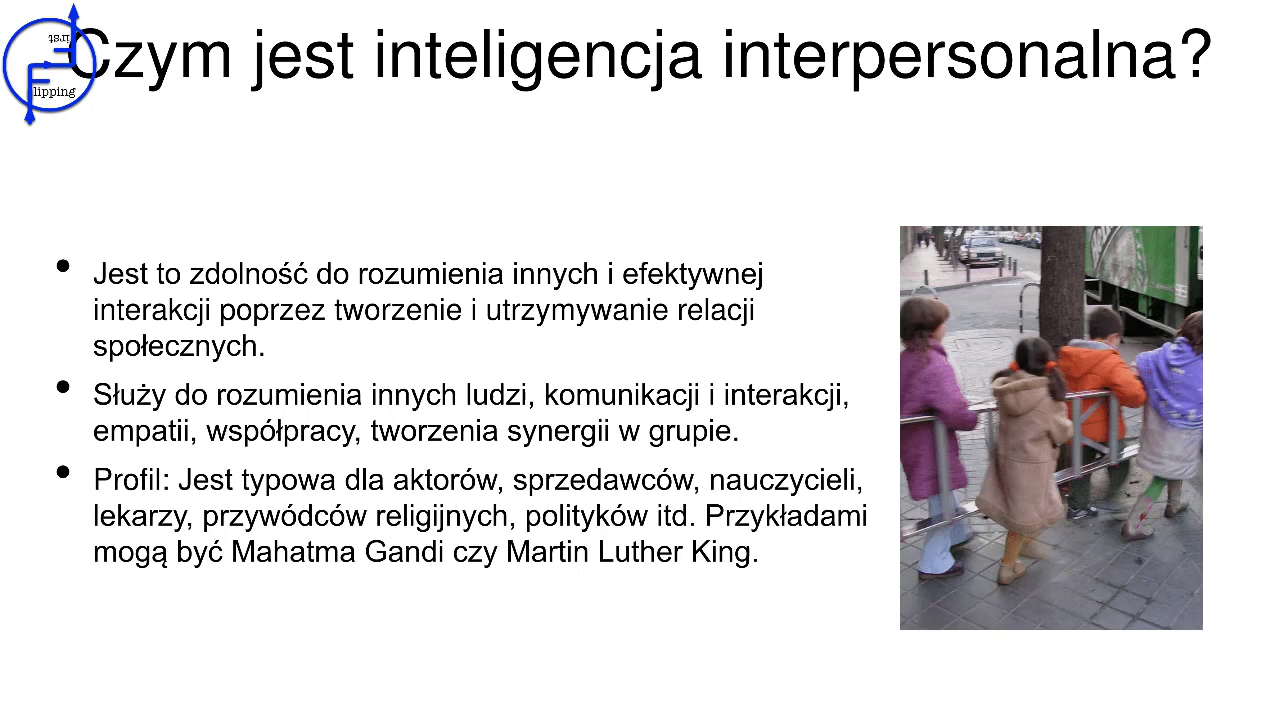 Czym jest inteligencja interpersonalna?
first
lipping
• Jest to zdolność do rozumienia innych i efektywnej
interakcji poprzez tworzenie i utrzymywanie relacji
społecznych.
• Służy do rozumienia innych ludzi, komunikacji i interakcji,
empatii, współpracy, tworzenia synergii w grupie.
• Profil: Jest typowa dla aktorów, sprzedawców, nauczycieli,
lekarzy, przywódców religijnych, polityków itd. Przykładami
mogą być Mahatma Gandi czy Martin Luther King.